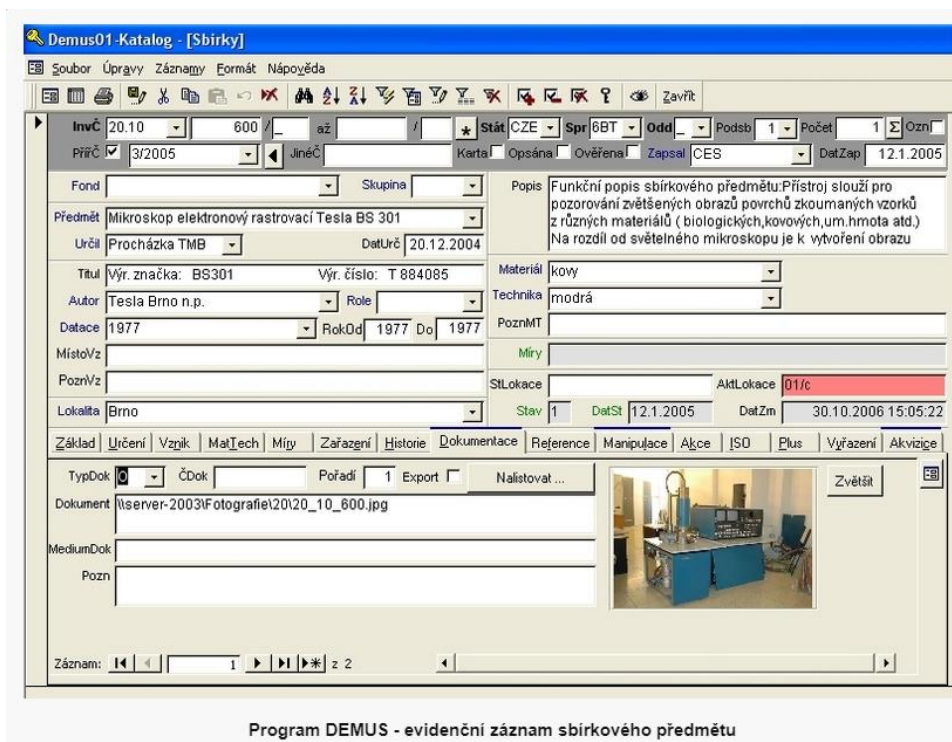 Demus01-Katalog - [Sbirky]
Soubor Úpravy Záznamy Formát Nápověda
Zavřít
InvČ 20.10 600 /_ až / * Stát CZE Spr 6BT Odd _ Podsb 1 Počet 1 Σ Ozn
PřírČ 3/2005 JinéČ Karta Opsána Ověřena Zapsal CES DatZap 12.1.2005
Fond Skupina
Předmět Mikroskop elektronový rastrovací Tesla BS 301
Určil Procházka TMB DatUrč 20.12.2004
Popis Funkční popis sbírkového předmětu:Přístroj slouží pro
pozorování zvětšených obrazů povrchů zkoumaných vzorků
z různých materiálů ( biologických,kovových,um.hmota atd.)
Na rozdíl od světelného mikroskopu je k vytvoření obrazu
Titul Výr. značka: BS301 Výr. číslo: T 884085
Autor Tesla Brno n.p. Role
Datace 1977 RokOd 1977 Do 1977
MístoVz
PoznVz
Lokalita Brno
Materiál kovy
Technika modrá
PoznMT
Míry
StLokace AktLokace 01/c
Stav 1 DatSt 12.1.2005 DatZm 30.10.2006 15:05:22
Základ Určení Vznik MatTech Míry Zařazení Historie Dokumentace Reference Manipulace Akce ISO Plus Vyřazení Akvizice
TypDok O ČDok Pořadí 1 Export Nalistovat ... Zvětšit
Dokument \\server-2003\Fotografie\20\20_10_600.jpg
MediumDok
Pozn
Záznam: 1 z 2
Program DEMUS - evidenční záznam sbírkového předmětu